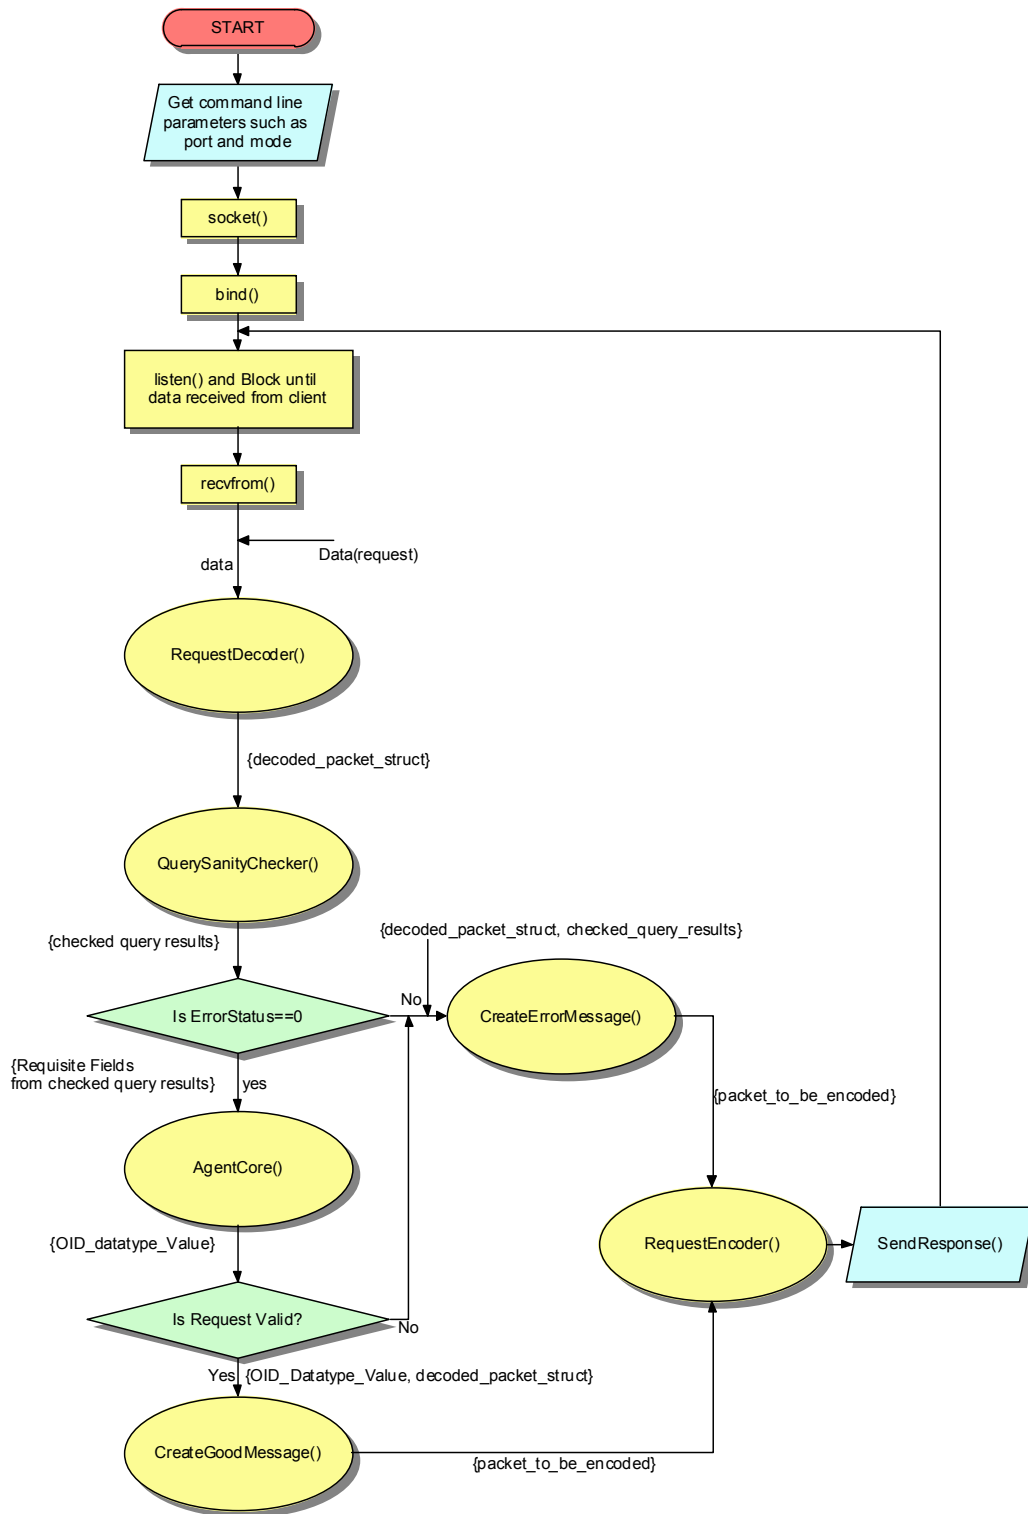 START
Get command line
parameters such as
port and mode
socket()
bind()
listen() and Block until
data received from client
recvfrom()
Data(request)
data
RequestDecoder()
{decoded_packet_struct}
QuerySanityChecker()
{checked query results}
{decoded_packet_struct, checked_query_results}
Is ErrorStatus==0
No
CreateErrorMessage()
{Requisite Fields
from checked query results}
yes
{packet_to_be_encoded}
AgentCore()
{OID_datatype_Value}
RequestEncoder()
SendResponse()
Is Request Valid?
No
Yes
{OID_Datatype_Value, decoded_packet_struct}
CreateGoodMessage()
{packet_to_be_encoded}